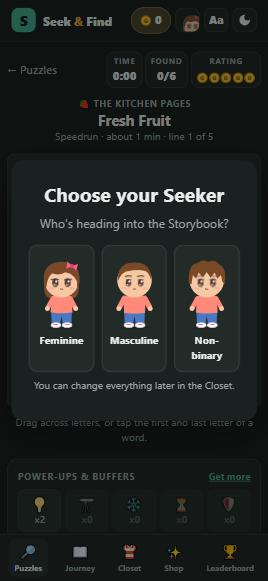 S Seek & Find 0 Aa
← Puzzles
TIME FOUND RATING
0:00 0/6
🍓 THE KITCHEN PAGES
Fresh Fruit
Speedrun · about 1 min · line 1 of 5
Choose your Seeker
Who's heading into the Storybook?
Feminine Masculine Non-
binary
You can change everything later in the Closet.
Drag across letters, or tap the first and last letter of a
word.
POWER-UPS & BUFFERS Get more
x2 x0 x0 x0 x0
Puzzles Journey Closet Shop Leaderboard